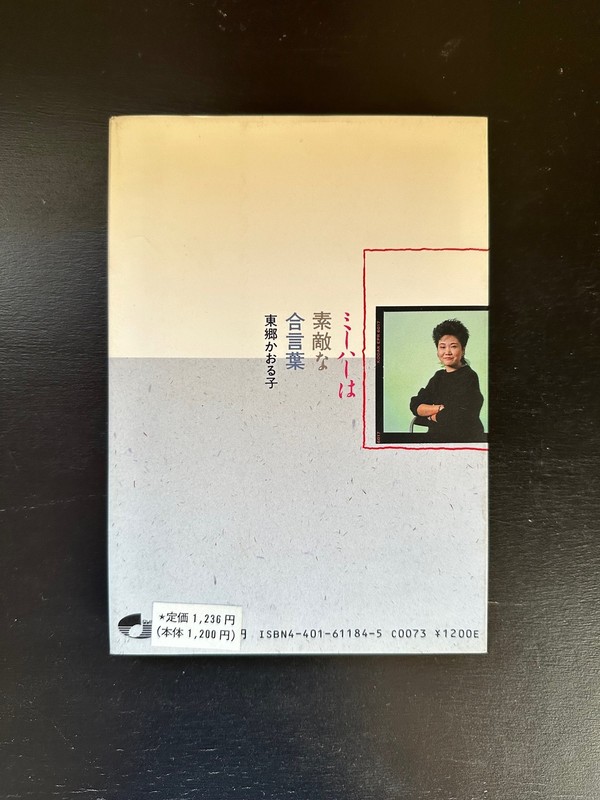 ミーハーは
素敵な
合言葉
東郷かおる子
*定価1,236円
(本体1,200円)
円 ISBN4-401-61184-5 C0073 ¥1200E